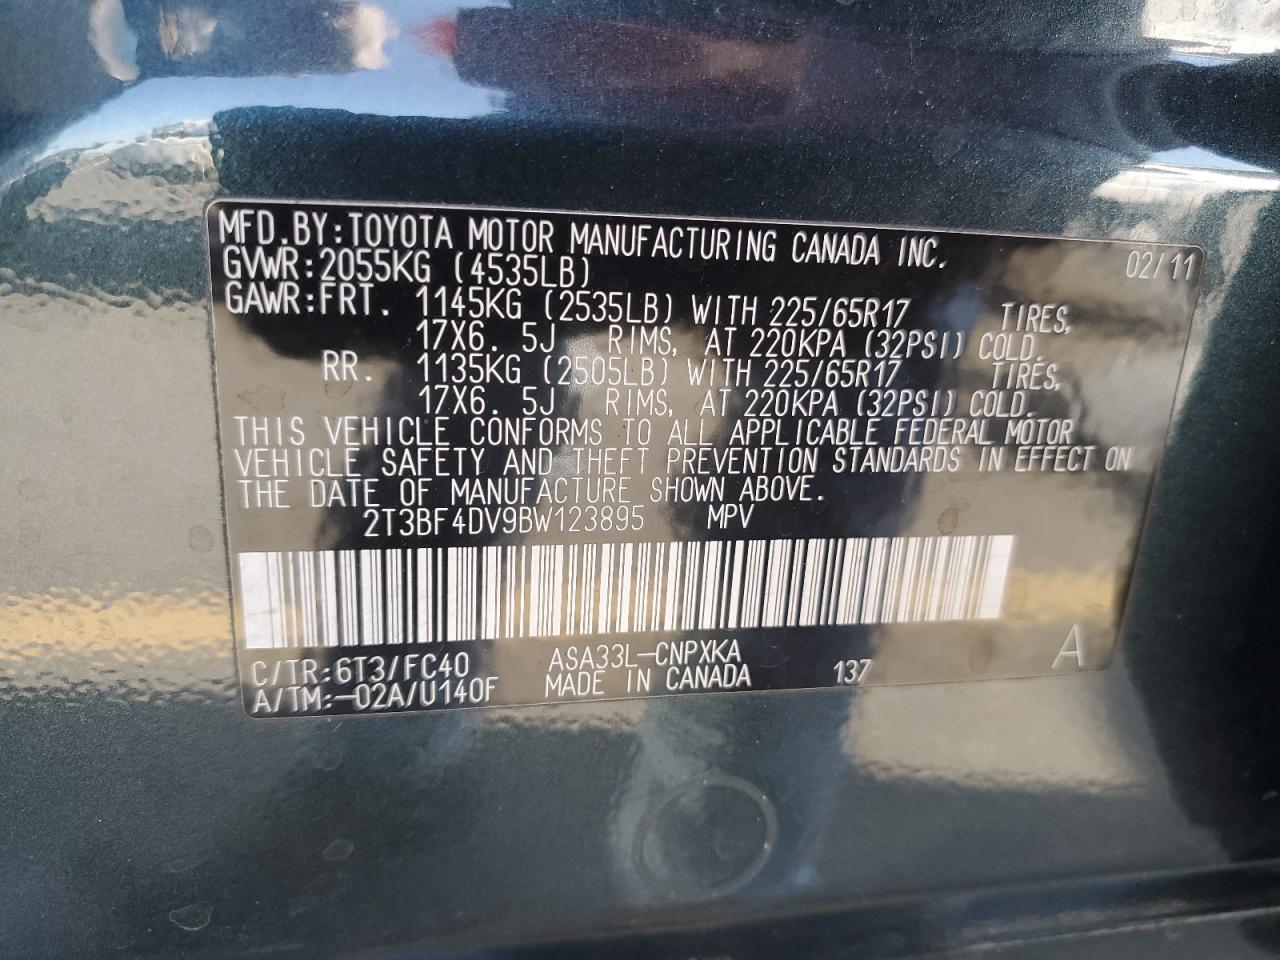 MFD.BY:TOYOTA MOTOR MANUFACTURING CANADA INC.
02/11
GVWR:2055KG (4535LB)
GAWR:FRT. 1145KG (2535LB) WITH 225/65R17 TIRES,
17X6. 5J RIMS, AT 220KPA (32PSI) COLD.
RR. 1135KG (2505LB) WITH 225/65R17 TIRES,
17X6. 5J RIMS, AT 220KPA (32PSI) COLD.
THIS VEHICLE CONFORMS TO ALL APPLICABLE FEDERAL MOTOR
VEHICLE SAFETY AND THEFT PREVENTION STANDARDS IN EFFECT ON
THE DATE OF MANUFACTURE SHOWN ABOVE.
2T3BF4DV9BW123895 MPV
C/TR:6T3/FC40 ASA33L-CNPXKA 137 A
A/TM:-02A/U140F MADE IN CANADA